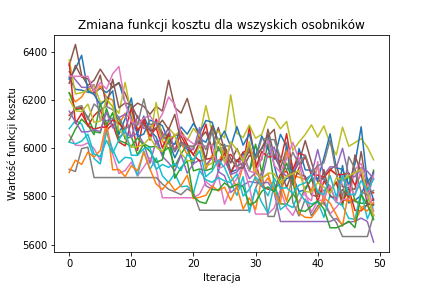 Zmiana funkcji kosztu dla wszyskich osobników
Wartość funkcji kosztu
6400
6200
6000
5800
5600
0 10 20 30 40 50
Iteracja